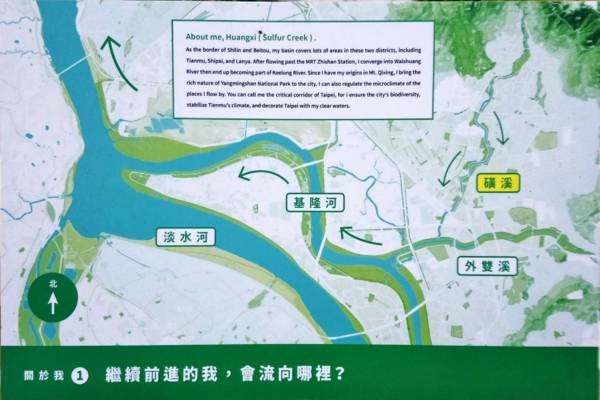 About me, Huangxi ( Sulfur Creek ) .
As the border of Shilin and Beitou, my basin covers lots of areas in these two districts, including
Tianmu, Shipai, and Lanya. After flowing past the MRT Zhishan Station, I converge into Waishuang
River then end up becoming part of Keelung River. Since I have my origins in Mt. Qixing, I bring the
rich nature of Yangmingshan National Park to the city. I can also regulate the microclimate of the
places I flow by. You can call me the critical corridor of Taipei, for I ensure the city's biodiversity,
stabilize Tianmu's climate, and decorate Taipei with my clear waters.
磺溪
基隆河
淡水河
外雙溪
北
關於我 1 繼續前進的我，會流向哪裡？